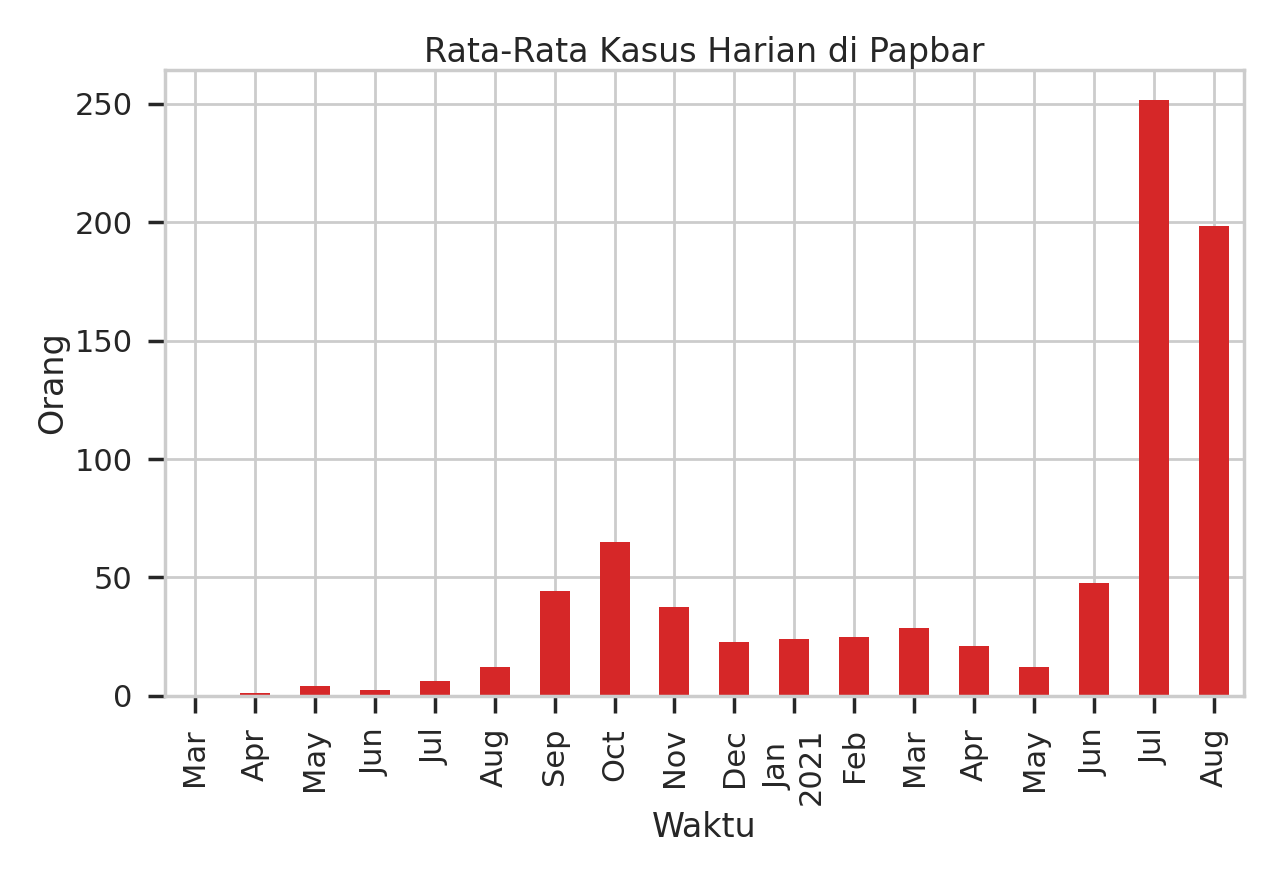 Rata-Rata Kasus Harian di Papbar
Orang
250
200
150
100
50
0
Mar
Apr
May
Jun
Jul
Aug
Sep
Oct
Nov
Dec
Jan
2021
Feb
Mar
Apr
May
Jun
Jul
Aug
Waktu